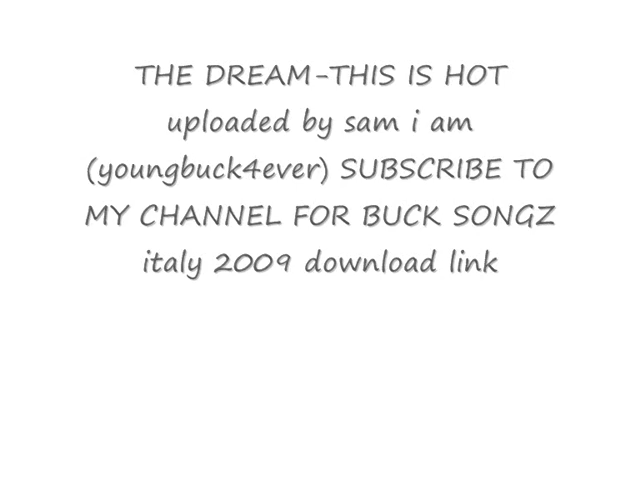 THE DREAM-THIS IS HOT
uploaded by sam i am
(youngbuck4ever) SUBSCRIBE TO
MY CHANNEL FOR BUCK SONGZ
italy 2009 download link